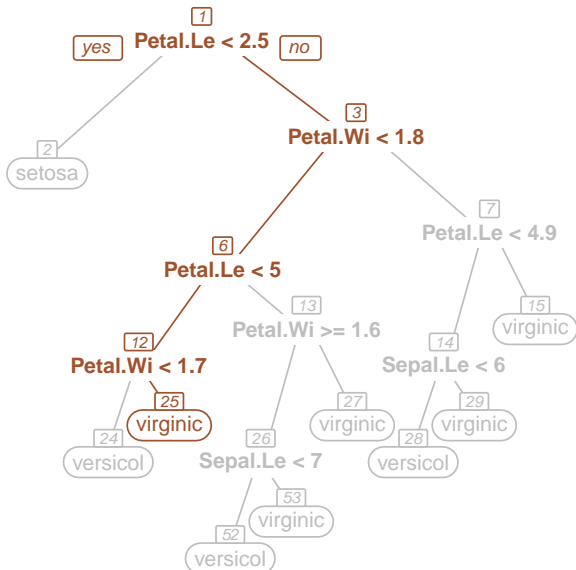 1
yes Petal.Le < 2.5 no
3
Petal.Wi < 1.8
2
setosa
7
Petal.Le < 4.9
6
Petal.Le < 5
13
Petal.Wi >= 1.6
15
virginic
12
Petal.Wi < 1.7
14
Sepal.Le < 6
25
virginic
27
virginic
29
virginic
24
versicol
26
Sepal.Le < 7
28
versicol
53
virginic
52
versicol